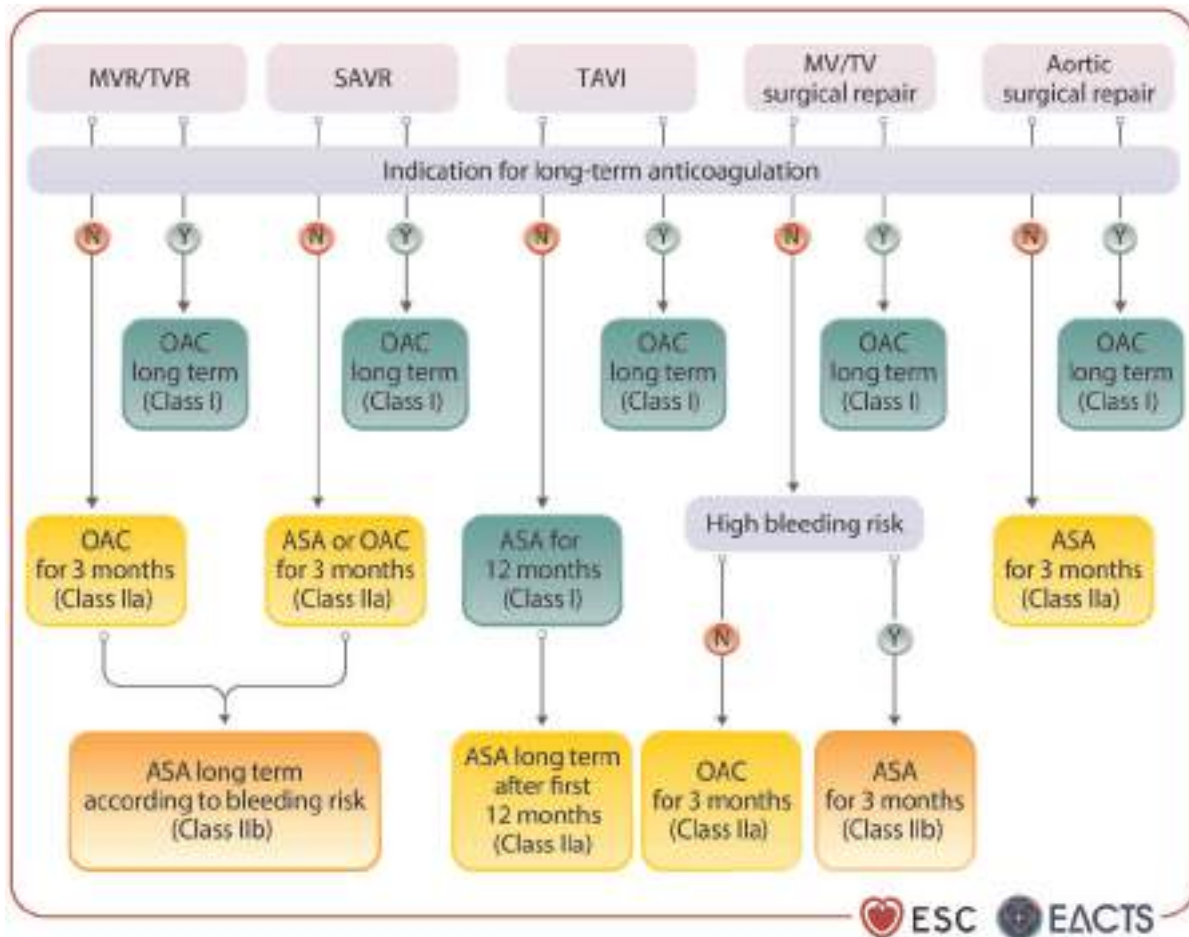 MVR/TVR
SAVR
TAVI
MV/TV
surgical repair
Aortic
surgical repair
Indication for long-term anticoagulation
N
Y
N
Y
N
Y
N
Y
N
Y
OAC
long term
(Class I)
OAC
long term
(Class I)
OAC
long term
(Class I)
OAC
long term
(Class I)
OAC
long term
(Class I)
OAC
for 3 months
(Class IIa)
ASA or OAC
for 3 months
(Class IIa)
ASA for
12 months
(Class I)
High bleeding risk
ASA
for 3 months
(Class IIa)
N
Y
ASA long term
according to bleeding risk
(Class IIb)
ASA long term
after first
12 months
(Class IIa)
OAC
for 3 months
(Class IIa)
ASA
for 3 months
(Class IIb)
ESC
EACTS